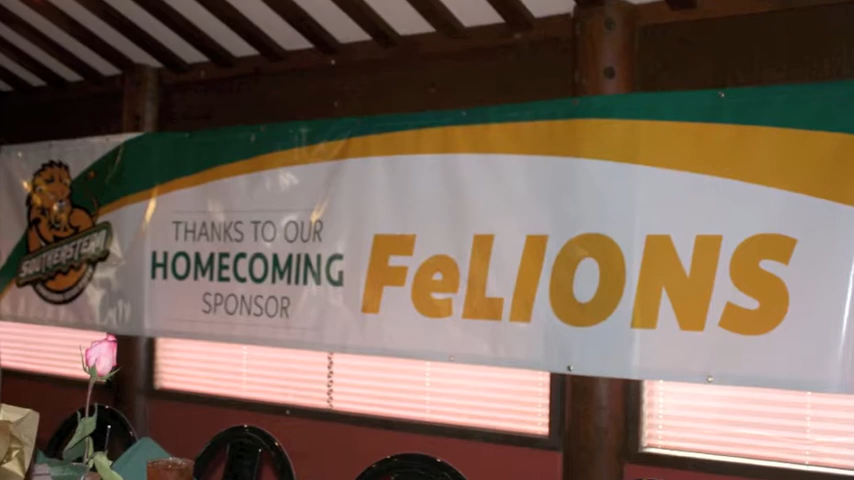 THANKS TO OUR
HOMECOMING
SPONSOR
FeLIONS
SOUTHEASTERN